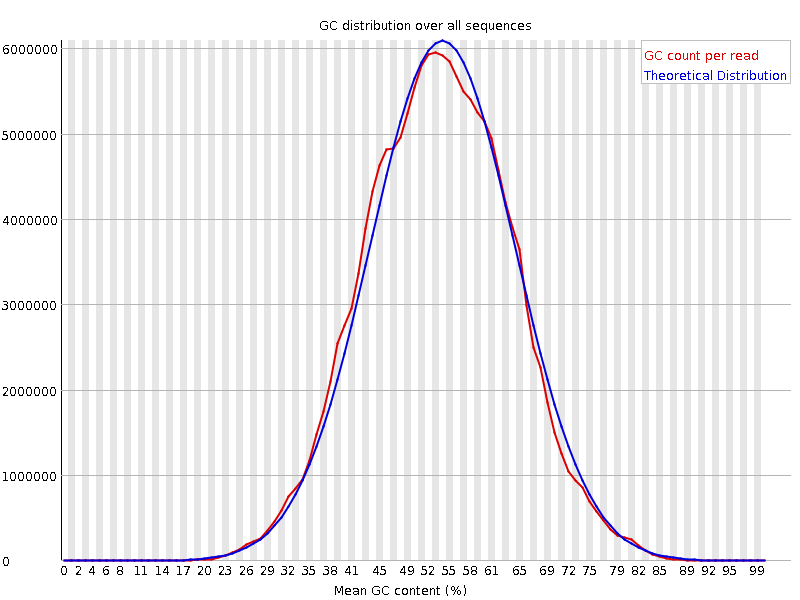 GC distribution over all sequences
GC count per read
Theoretical Distribution
6000000
5000000
4000000
3000000
2000000
1000000
0
0 2 4 6 8 11 14 17 20 23 26 29 32 35 38 41 45 49 52 55 58 61 65 69 72 75 79 82 85 89 92 95 99
Mean GC content (%)